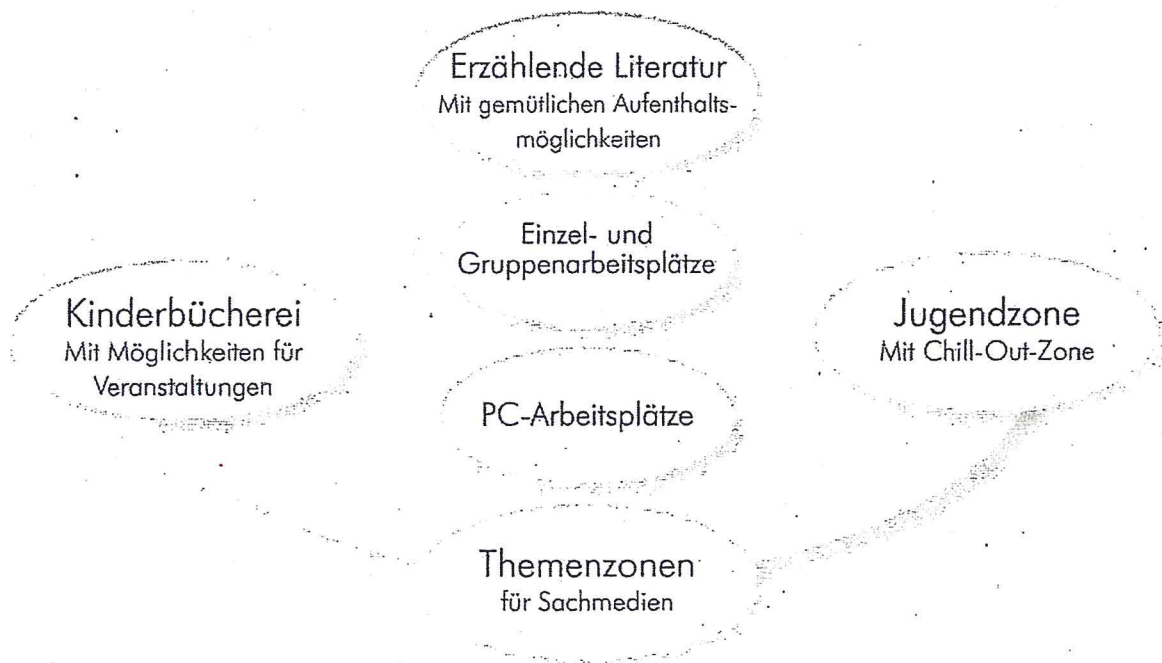 Erzählende Literatur
Mit gemütlichen Aufenthalts-
möglichkeiten
Einzel- und
Gruppenarbeitsplätze
Kinderbücherei
Mit Möglichkeiten für
Veranstaltungen
Jugendzone
Mit Chill-Out-Zone
PC-Arbeitsplätze
Themenzonen
für Sachmedien